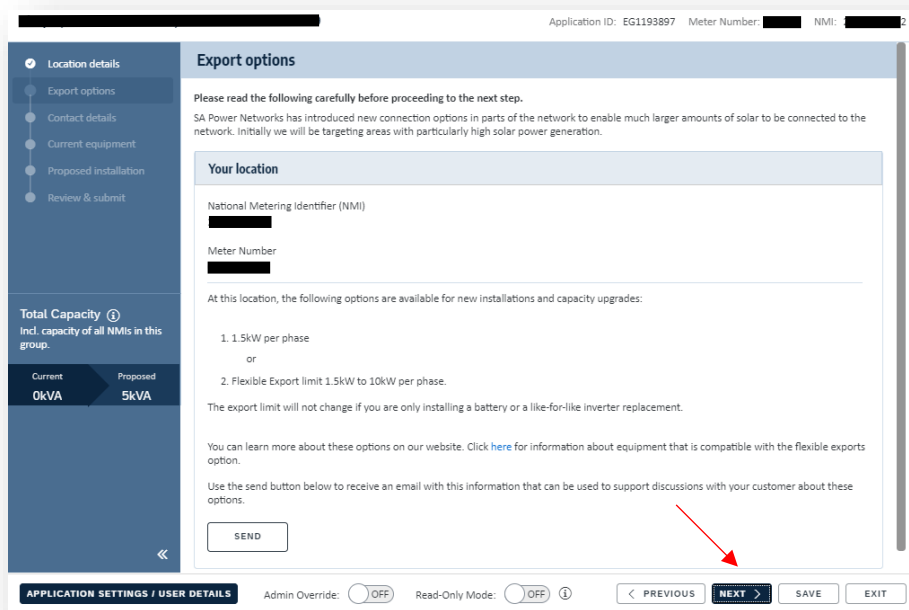 Application ID: EG1193897 Meter Number: NMI: 2
Location details
Export options
Contact details
Current equipment
Proposed installation
Review & submit
Total Capacity
Incl. capacity of all NMIs in this
group.
Current Proposed
0kVA 5kVA
Export options
Please read the following carefully before proceeding to the next step.
SA Power Networks has introduced new connection options in parts of the network to enable much larger amounts of solar to be connected to the
network. Initially we will be targeting areas with particularly high solar power generation.
Your location
National Metering Identifier (NMI)
Meter Number
At this location, the following options are available for new installations and capacity upgrades:
1. 1.5kW per phase
or
2. Flexible Export limit 1.5kW to 10kW per phase.
The export limit will not change if you are only installing a battery or a like-for-like inverter replacement.
You can learn more about these options on our website. Click here for information about equipment that is compatible with the flexible exports
option.
Use the send button below to receive an email with this information that can be used to support discussions with your customer about these
options.
SEND
APPLICATION SETTINGS / USER DETAILS Admin Override: OFF Read-Only Mode: OFF PREVIOUS NEXT SAVE EXIT